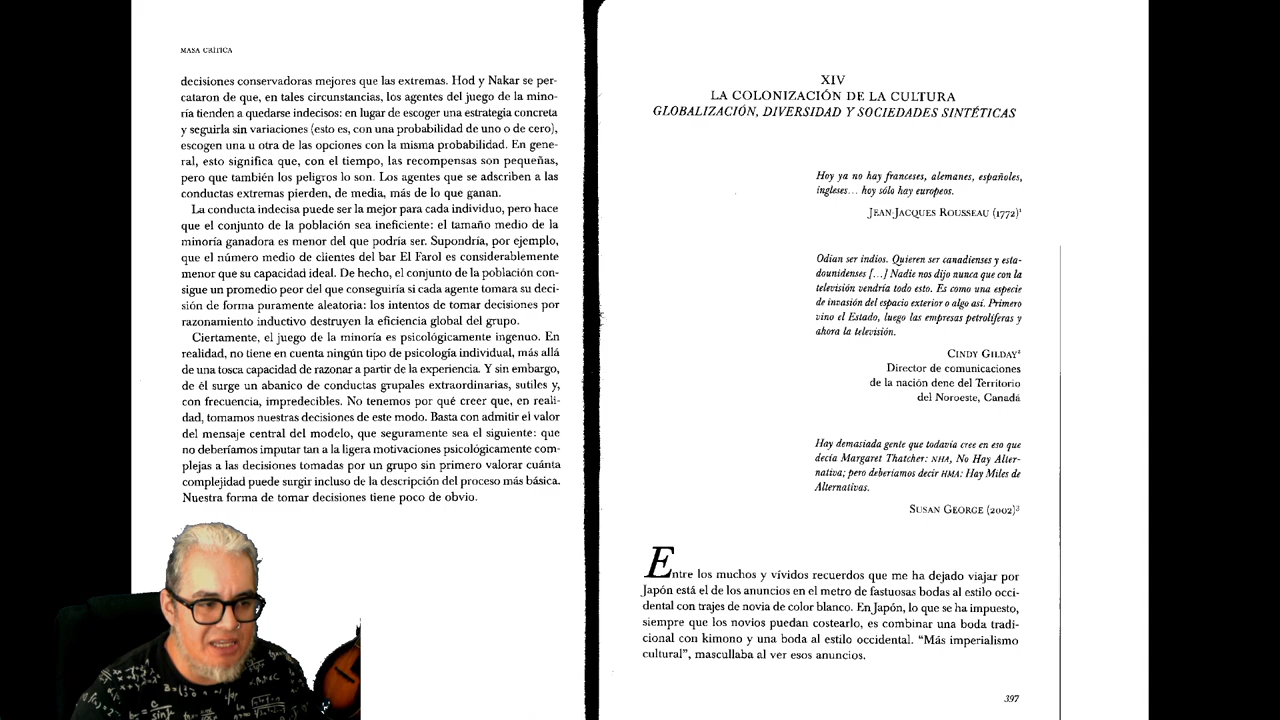 MASA CRÍTICA
decisiones conservadoras mejores que las extremas. Hod y Nakar se per-
cataron de que, en tales circunstancias, los agentes del juego de la mino-
ría tienden a quedarse indecisos: en lugar de escoger una estrategia concreta
y seguirla sin variaciones (esto es, con una probabilidad de uno o de cero),
escogen una u otra de las opciones con la misma probabilidad. En gene-
ral, esto significa que, con el tiempo, las recompensas son pequeñas,
pero que también los peligros lo son. Los agentes que se adscriben a las
conductas extremas pierden, de media, más de lo que ganan.
La conducta indecisa puede ser la mejor para cada individuo, pero hace
que el conjunto de la población sea ineficiente: el tamaño medio de la
minoría ganadora es menor del que podría ser. Supondría, por ejemplo,
que el número medio de clientes del bar El Farol es considerablemente
menor que su capacidad ideal. De hecho, el conjunto de la población con-
sigue un promedio peor del que conseguiría si cada agente tomara su deci-
sión de forma puramente aleatoria: los intentos de tomar decisiones por
razonamiento inductivo destruyen la eficiencia global del grupo.
Ciertamente, el juego de la minoría es psicológicamente ingenuo. En
realidad, no tiene en cuenta ningún tipo de psicología individual, más allá
de una tosca capacidad de razonar a partir de la experiencia. Y sin embargo,
de él surge un abanico de conductas grupales extraordinarias, sutiles y,
con frecuencia, impredecibles. No tenemos por qué creer que, en reali-
dad, tomamos nuestras decisiones de este modo. Basta con admitir el valor
del mensaje central del modelo, que seguramente sea el siguiente: que
no deberíamos imputar tan a la ligera motivaciones psicológicamente com-
plejas a las decisiones tomadas por un grupo sin primero valorar cuánta
complejidad puede surgir incluso de la descripción del proceso más básica.
Nuestra forma de tomar decisiones tiene poco de obvio.
XIV
LA COLONIZACIÓN DE LA CULTURA
GLOBALIZACIÓN, DIVERSIDAD Y SOCIEDADES SINTÉTICAS
Hoy ya no hay franceses, alemanes, españoles,
ingleses... hoy sólo hay europeos.
JEAN-JACQUES ROUSSEAU (1772)¹
Odian ser indios. Quieren ser canadienses y esta-
dounidenses [...] Nadie nos dijo nunca que con la
televisión vendría todo esto. Es como una especie
de invasión del espacio exterior o algo así. Primero
vino el Estado, luego las empresas petrolíferas y
ahora la televisión.
CINDY GILDAY²
Director de comunicaciones
de la nación dene del Territorio
del Noroeste, Canadá
Hay demasiada gente que todavía cree en eso que
decía Margaret Thatcher: NHA, No Hay Alter-
nativa; pero deberíamos decir HMA: Hay Miles de
Alternativas.
SUSAN GEORGE (2002)³
Entre los muchos y vívidos recuerdos que me ha dejado viajar por
Japón está el de los anuncios en el metro de fastuosas bodas al estilo occi-
dental con trajes de novia de color blanco. En Japón, lo que se ha impuesto,
siempre que los novios puedan costearlo, es combinar una boda tradi-
cional con kimono y una boda al estilo occidental. “Más imperialismo
cultural”, mascullaba al ver esos anuncios.
397